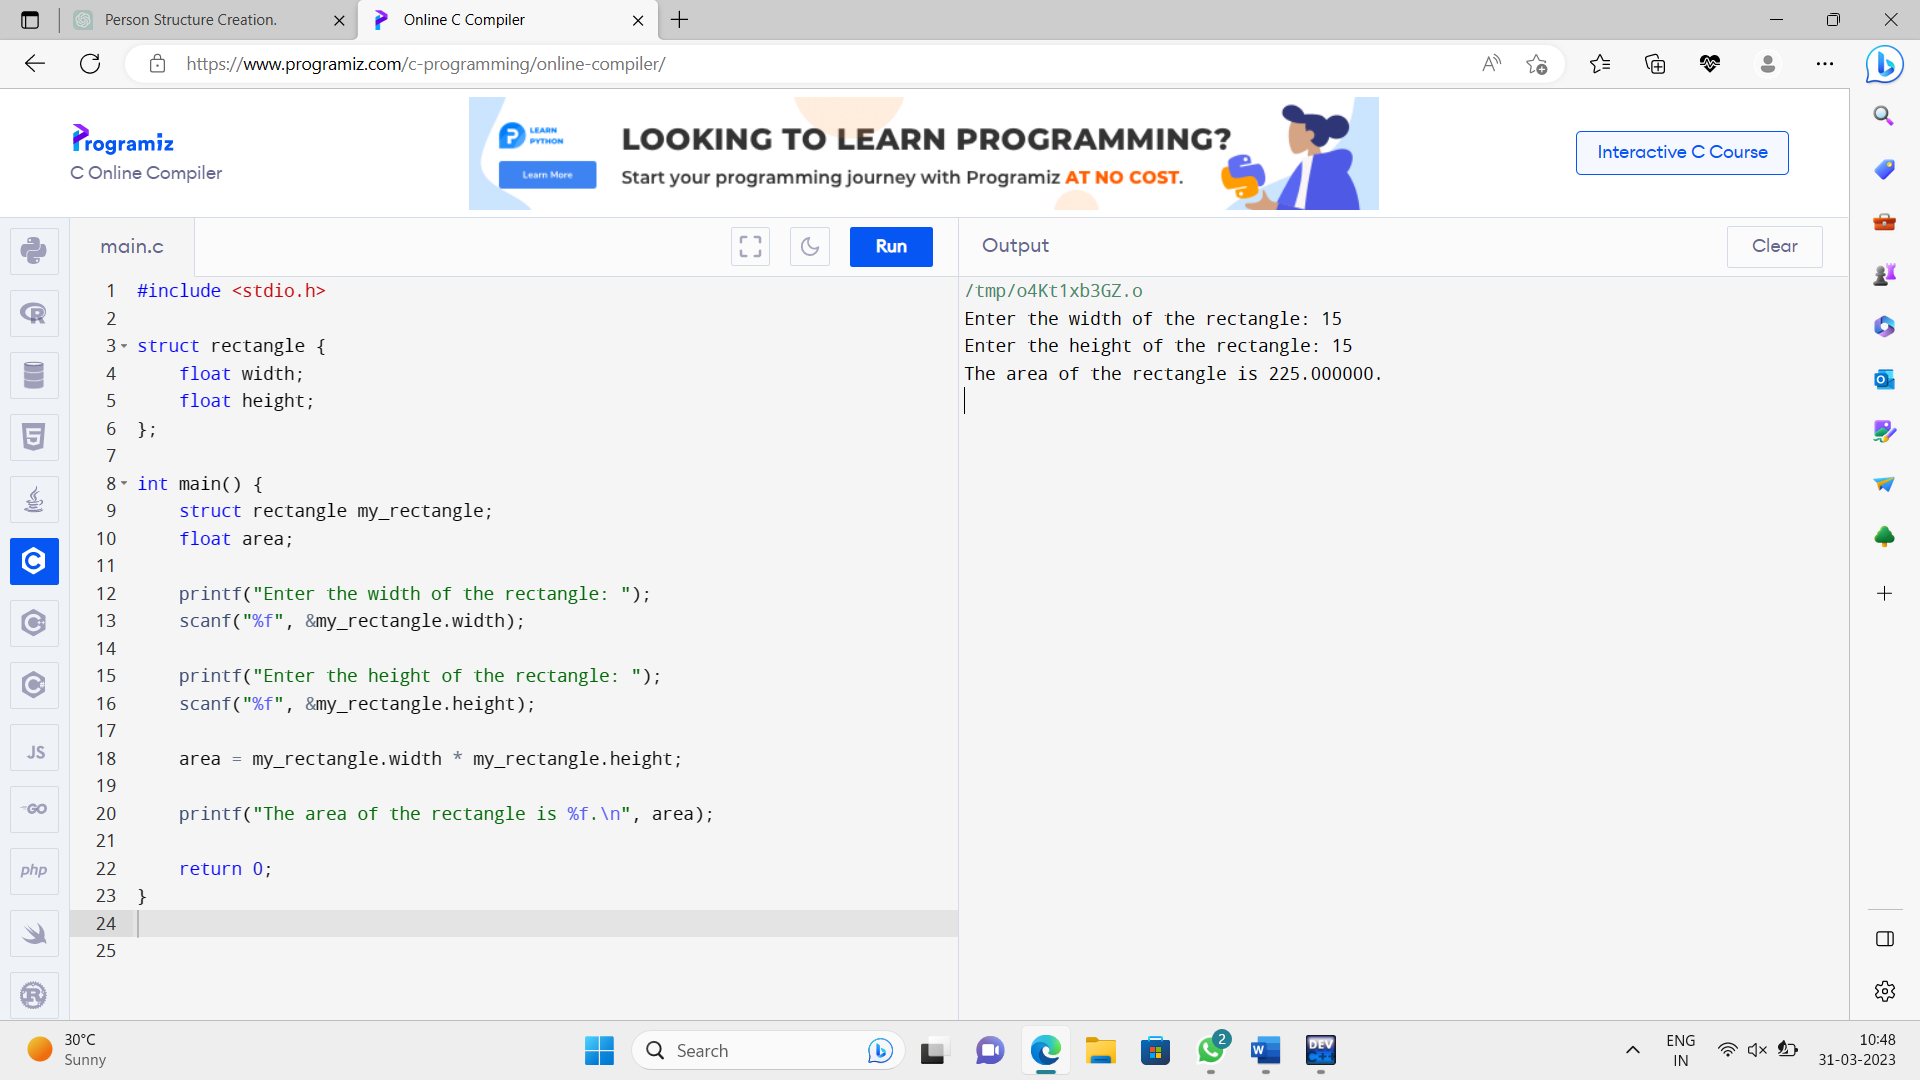 Person Structure Creation.
Online C Compiler
https://www.programiz.com/c-programming/online-compiler/
Programiz
C Online Compiler
LEARN PYTHON
Learn More
LOOKING TO LEARN PROGRAMMING?
Start your programming journey with Programiz AT NO COST.
Interactive C Course
main.c
Run
Output
Clear
1 #include <stdio.h>
2
3 struct rectangle {
4     float width;
5     float height;
6 };
7
8 int main() {
9     struct rectangle my_rectangle;
10     float area;
11
12     printf("Enter the width of the rectangle: ");
13     scanf("%f", &my_rectangle.width);
14
15     printf("Enter the height of the rectangle: ");
16     scanf("%f", &my_rectangle.height);
17
18     area = my_rectangle.width * my_rectangle.height;
19
20     printf("The area of the rectangle is %f.\n", area);
21
22     return 0;
23 }
24
25
/tmp/o4Kt1xb3GZ.o
Enter the width of the rectangle: 15
Enter the height of the rectangle: 15
The area of the rectangle is 225.000000.
JS
GO
php
30°C
Sunny
Search
2
DEV
ENG
IN
10:48
31-03-2023